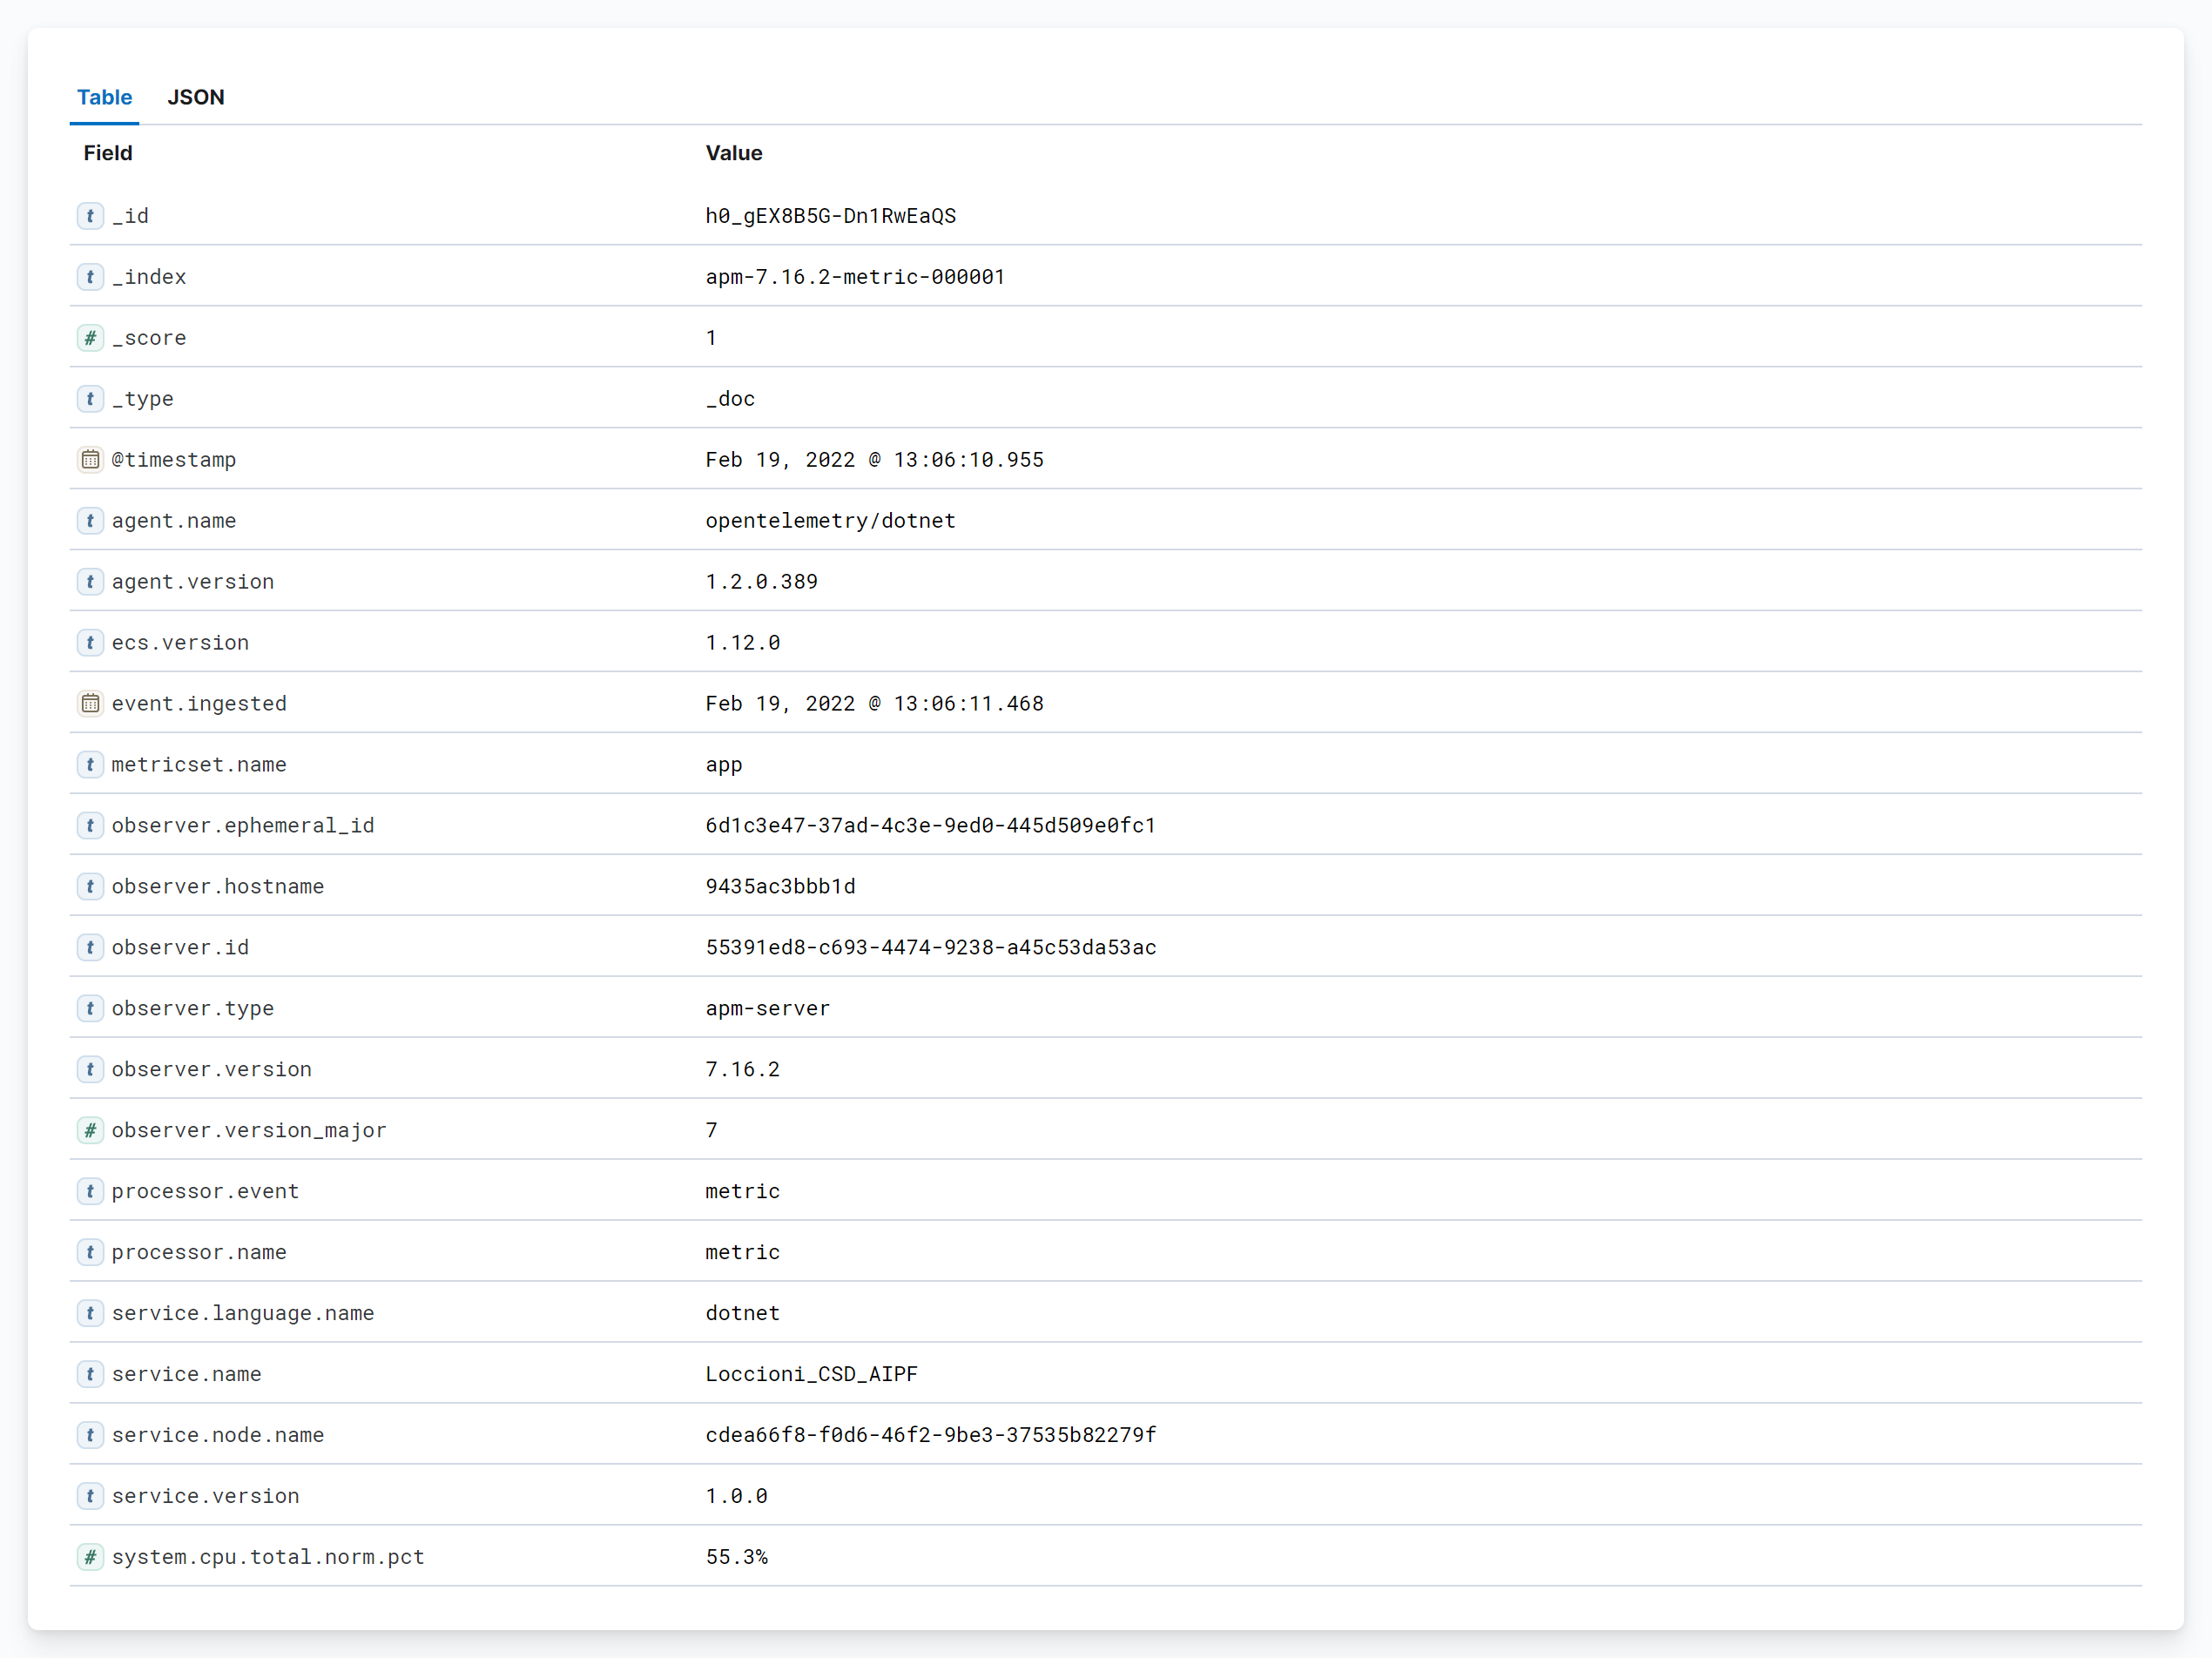 Table JSON
Field Value
t _id h0_gEX8B5G-Dn1RwEaQS
t _index apm-7.16.2-metric-000001
# _score 1
t _type _doc
@timestamp Feb 19, 2022 @ 13:06:10.955
t agent.name opentelemetry/dotnet
t agent.version 1.2.0.389
t ecs.version 1.12.0
event.ingested Feb 19, 2022 @ 13:06:11.468
t metricset.name app
t observer.ephemeral_id 6d1c3e47-37ad-4c3e-9ed0-445d509e0fc1
t observer.hostname 9435ac3bbb1d
t observer.id 55391ed8-c693-4474-9238-a45c53da53ac
t observer.type apm-server
t observer.version 7.16.2
# observer.version_major 7
t processor.event metric
t processor.name metric
t service.language.name dotnet
t service.name Loccioni_CSD_AIPF
t service.node.name cdea66f8-f0d6-46f2-9be3-37535b82279f
t service.version 1.0.0
# system.cpu.total.norm.pct 55.3%